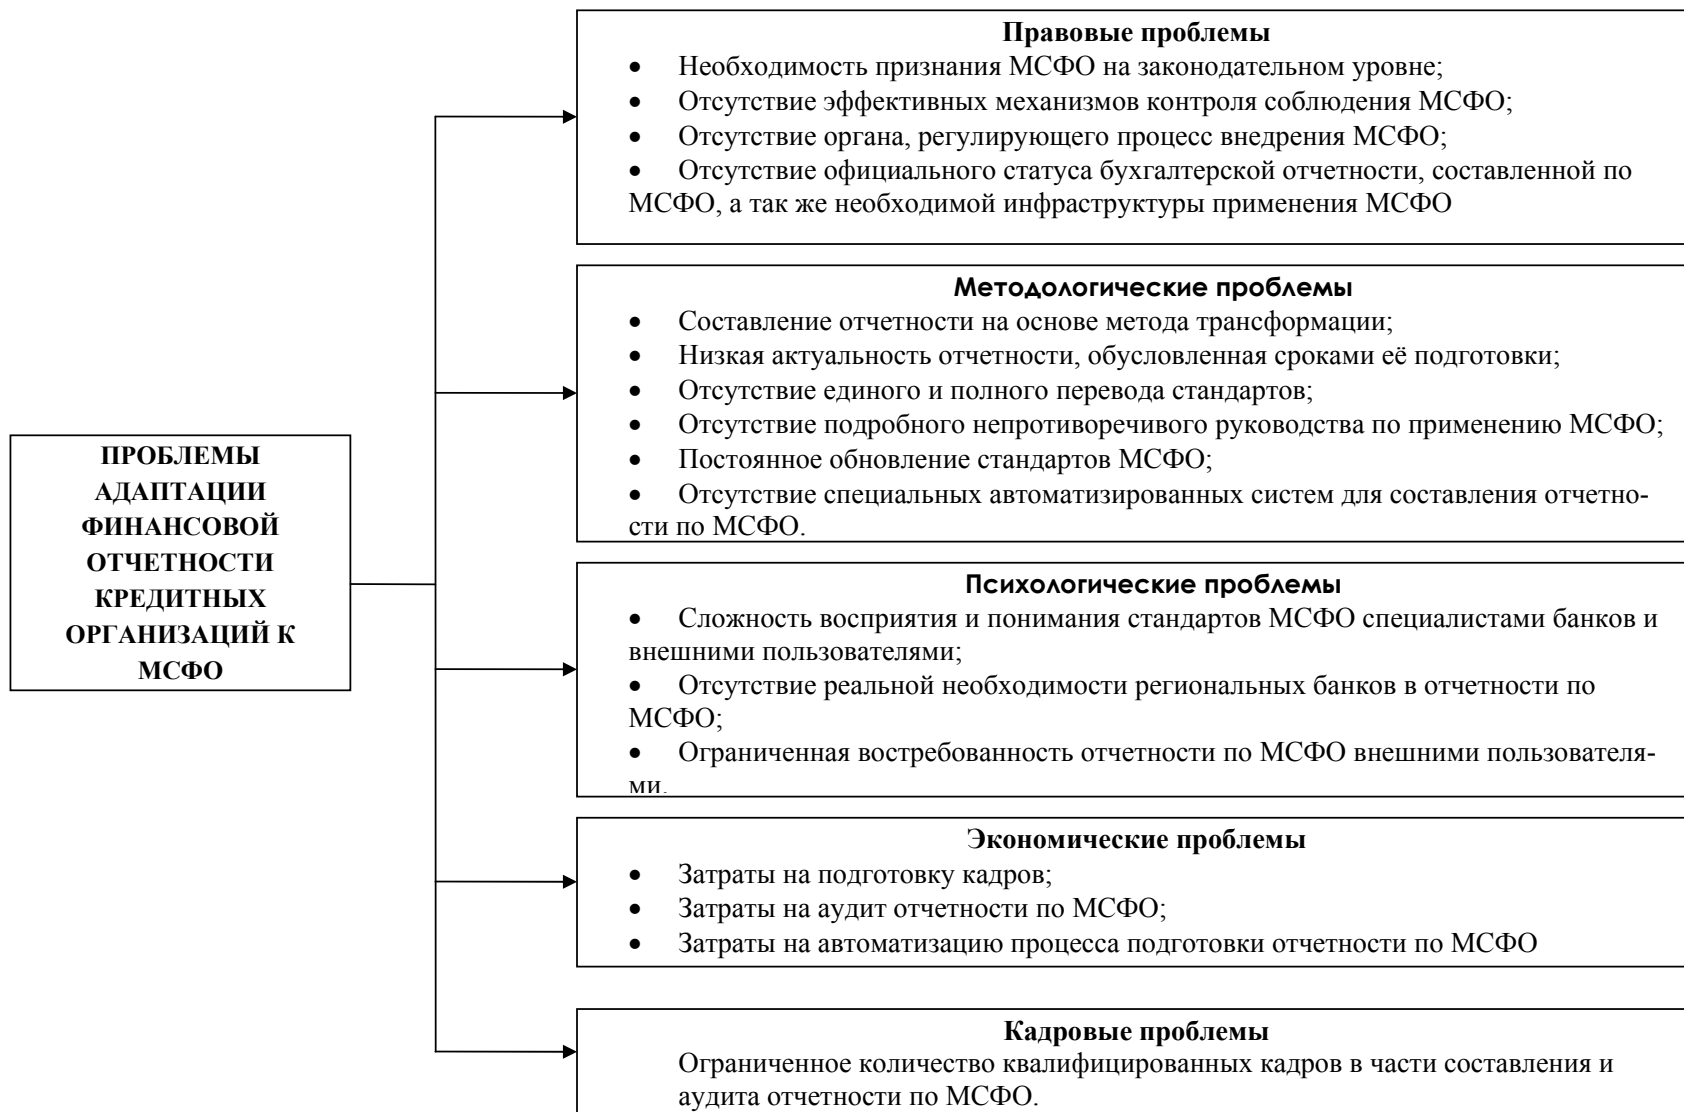 ПРОБЛЕМЫ
АДАПТАЦИИ
ФИНАНСОВОЙ
ОТЧЕТНОСТИ
КРЕДИТНЫХ
ОРГАНИЗАЦИЙ К
МСФО
Правовые проблемы
• Необходимость признания МСФО на законодательном уровне;
• Отсутствие эффективных механизмов контроля соблюдения МСФО;
• Отсутствие органа, регулирующего процесс внедрения МСФО;
• Отсутствие официального статуса бухгалтерской отчетности, составленной по
МСФО, а так же необходимой инфраструктуры применения МСФО
Методологические проблемы
• Составление отчетности на основе метода трансформации;
• Низкая актуальность отчетности, обусловленная сроками её подготовки;
• Отсутствие единого и полного перевода стандартов;
• Отсутствие подробного непротиворечивого руководства по применению МСФО;
• Постоянное обновление стандартов МСФО;
• Отсутствие специальных автоматизированных систем для составления отчетно-
сти по МСФО.
Психологические проблемы
• Сложность восприятия и понимания стандартов МСФО специалистами банков и
внешними пользователями;
• Отсутствие реальной необходимости региональных банков в отчетности по
МСФО;
• Ограниченная востребованность отчетности по МСФО внешними пользователя-
ми.
Экономические проблемы
• Затраты на подготовку кадров;
• Затраты на аудит отчетности по МСФО;
• Затраты на автоматизацию процесса подготовки отчетности по МСФО
Кадровые проблемы
Ограниченное количество квалифицированных кадров в части составления и
аудита отчетности по МСФО.